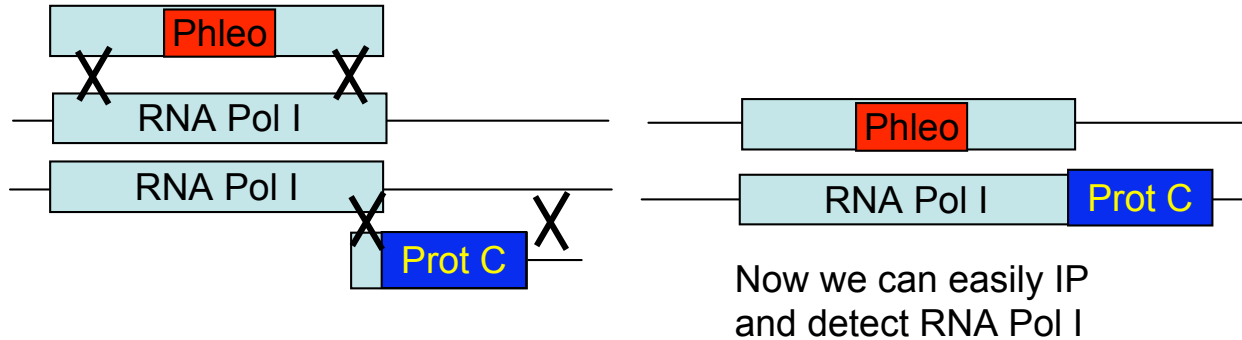 Phleo
RNA Pol I
RNA Pol I
Prot C
Phleo
RNA Pol I
Prot C
Now we can easily IP
and detect RNA Pol I